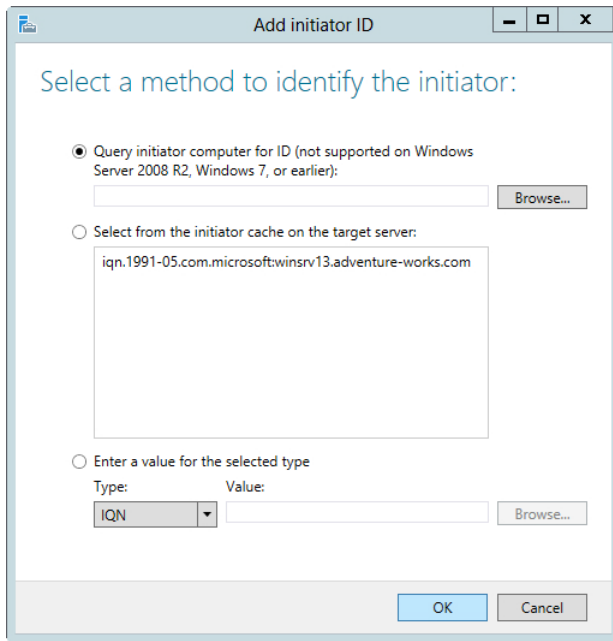 Add initiator ID
Select a method to identify the initiator:
Query initiator computer for ID (not supported on Windows
Server 2008 R2, Windows 7, or earlier):
Browse...
Select from the initiator cache on the target server:
iqn.1991-05.com.microsoft:winsrv13.adventure-works.com
Enter a value for the selected type
Type: Value:
IQN Browse...
OK Cancel